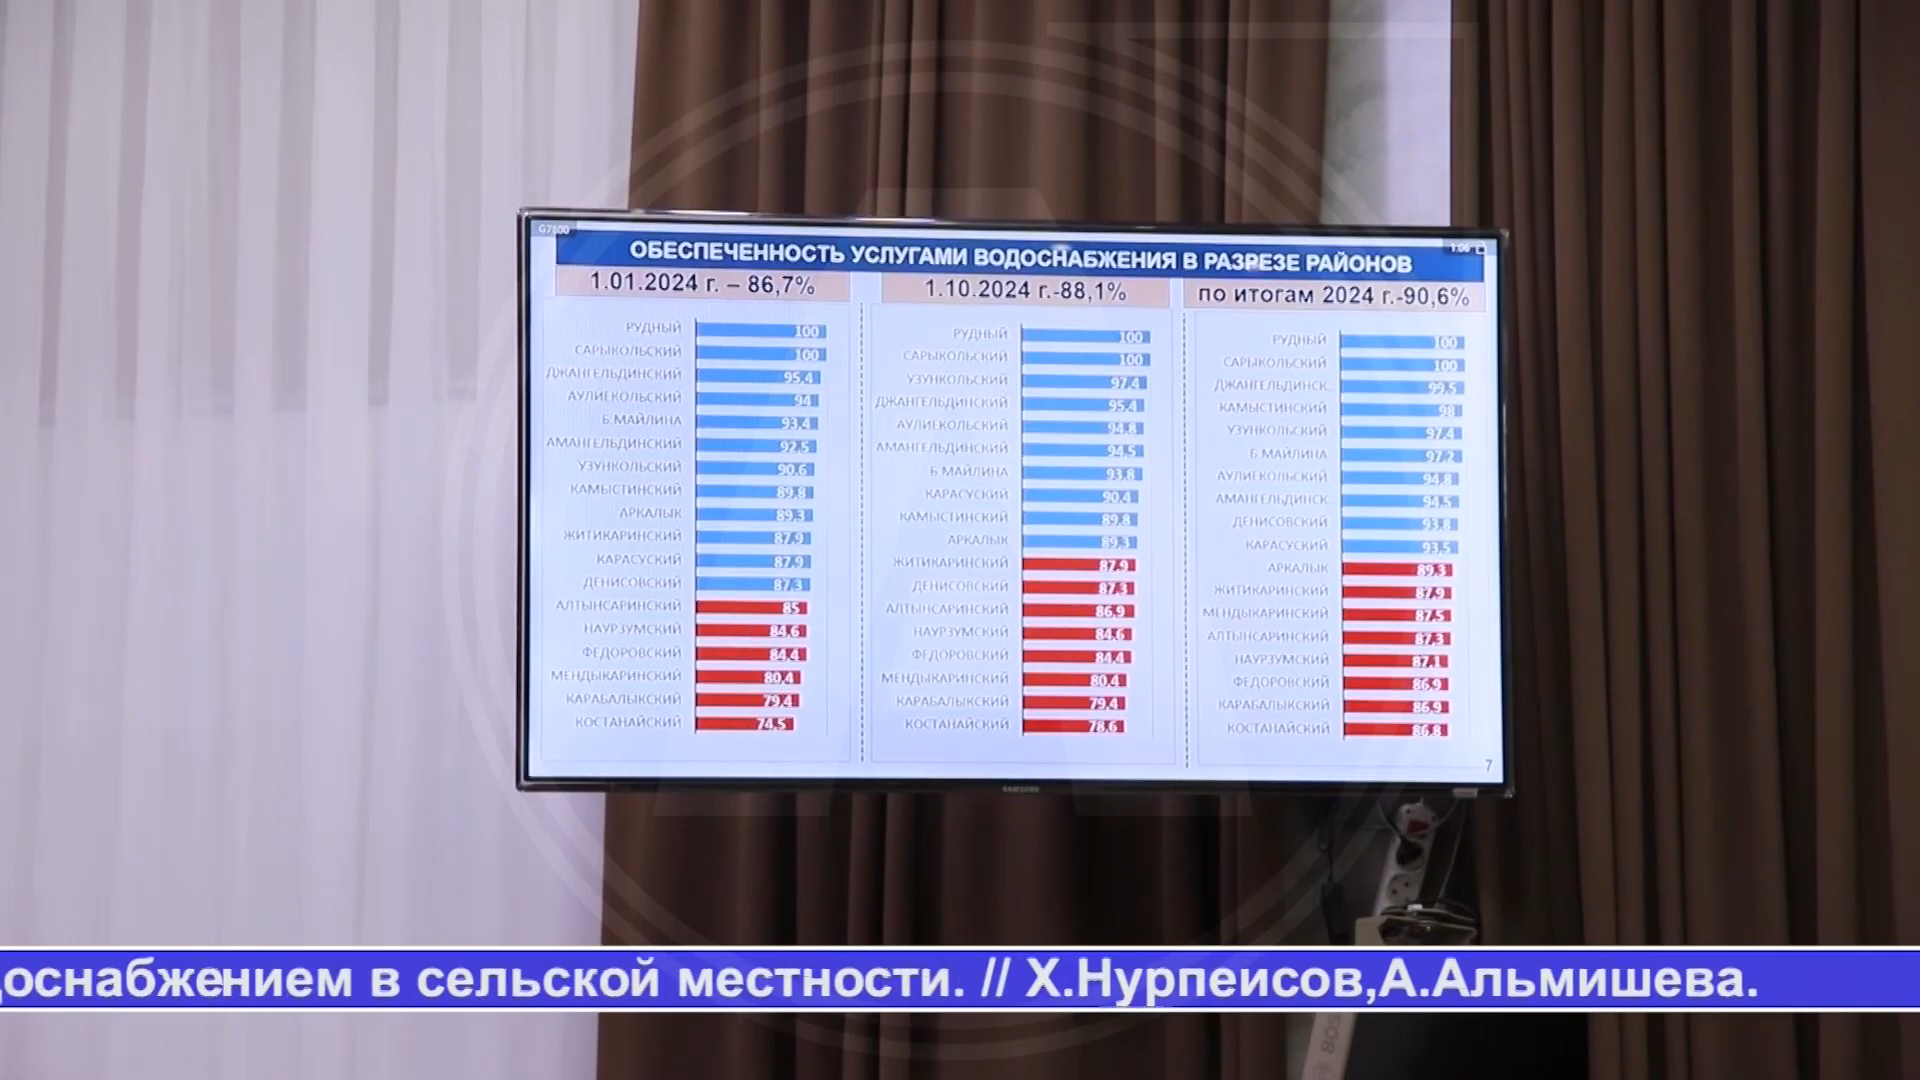 G7100
1:06
ОБЕСПЕЧЕННОСТЬ УСЛУГАМИ ВОДОСНАБЖЕНИЯ В РАЗРЕЗЕ РАЙОНОВ
1.01.2024 г. – 86,7%
РУДНЫЙ 100
САРЫКОЛЬСКИЙ 100
ДЖАНГЕЛЬДИНСКИЙ 95,4
АУЛИЕКОЛЬСКИЙ 94
Б.МАЙЛИНА 93,4
АМАНГЕЛЬДИНСКИЙ 92,5
УЗУНКОЛЬСКИЙ 90,6
КАМЫСТИНСКИЙ 89,8
АРКАЛЫК 89,3
ЖИТИКАРИНСКИЙ 87,9
КАРАСУСКИЙ 87,9
ДЕНИСОВСКИЙ 87,3
АЛТЫНСАРИНСКИЙ 85
НАУРЗУМСКИЙ 84,6
ФЕДОРОВСКИЙ 84,4
МЕНДЫКАРИНСКИЙ 80,4
КАРАБАЛЫКСКИЙ 79,4
КОСТАНАЙСКИЙ 74,5
1.10.2024 г.-88,1%
РУДНЫЙ 100
САРЫКОЛЬСКИЙ 100
УЗУНКОЛЬСКИЙ 97,4
ДЖАНГЕЛЬДИНСКИЙ 95,4
АУЛИЕКОЛЬСКИЙ 94,8
АМАНГЕЛЬДИНСКИЙ 94,5
Б.МАЙЛИНА 93,8
КАРАСУСКИЙ 90,4
КАМЫСТИНСКИЙ 89,8
АРКАЛЫК 89,3
ЖИТИКАРИНСКИЙ 87,9
ДЕНИСОВСКИЙ 87,3
АЛТЫНСАРИНСКИЙ 86,9
НАУРЗУМСКИЙ 84,6
ФЕДОРОВСКИЙ 84,4
МЕНДЫКАРИНСКИЙ 80,4
КАРАБАЛЫКСКИЙ 79,4
КОСТАНАЙСКИЙ 78,6
по итогам 2024 г.-90,6%
РУДНЫЙ 100
САРЫКОЛЬСКИЙ 100
ДЖАНГЕЛЬДИНСК... 99,5
КАМЫСТИНСКИЙ 98
УЗУНКОЛЬСКИЙ 97,4
Б.МАЙЛИНА 97,2
АУЛИЕКОЛЬСКИЙ 94,8
АМАНГЕЛЬДИНСК... 94,5
ДЕНИСОВСКИЙ 93,8
КАРАСУСКИЙ 93,5
АРКАЛЫК 89,3
ЖИТИКАРИНСКИЙ 87,9
МЕНДЫКАРИНСКИЙ 87,5
АЛТЫНСАРИНСКИЙ 87,3
НАУРЗУМСКИЙ 87,1
ФЕДОРОВСКИЙ 86,9
КАРАБАЛЫКСКИЙ 86,9
КОСТАНАЙСКИЙ 86,8
7
SAMSUNG
доснабжением в сельской местности. // Х.Нурпеисов,А.Альмишева.